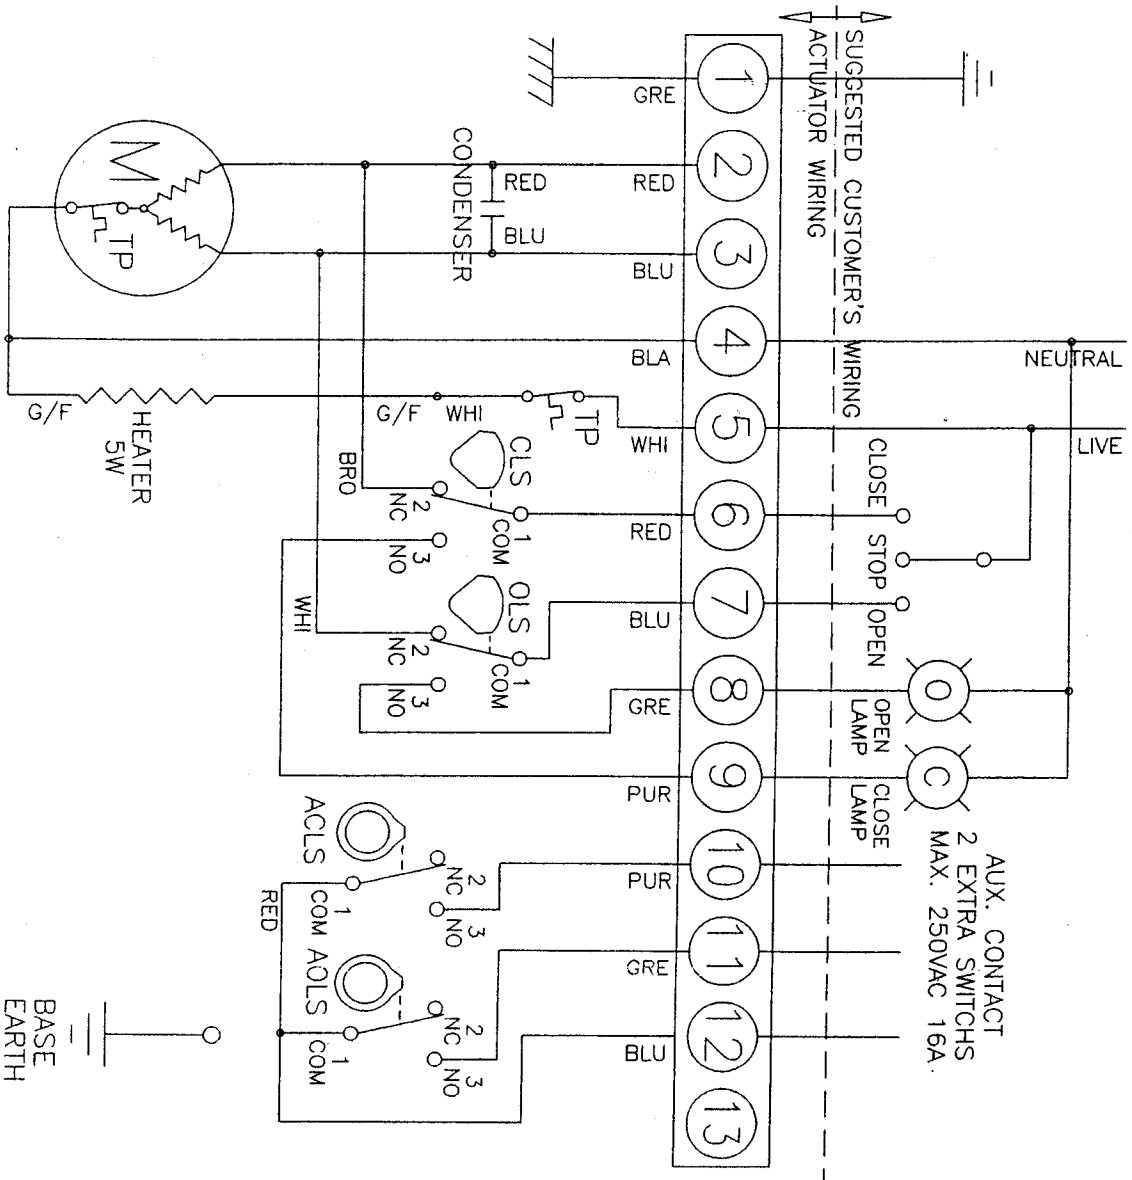 SUGGESTED CUSTOMER'S WIRING
ACTUATOR WIRING
1
2
3
4
5
6
7
8
9
10
11
12
13
GRE
RED
BLU
BLA
WHI
RED
BLU
GRE
PUR
PUR
GRE
BLU
NEUTRAL
LIVE
CLOSE
STOP
OPEN
O
OPEN
LAMP
C
CLOSE
LAMP
AUX. CONTACT
2 EXTRA SWITCHS
MAX. 250VAC 16A.
RED
BLU
CONDENSER
M
TP
G/F
HEATER
5W
G/F
WHI
TP
CLS
1
COM
2
NC
3
NO
BRO
OLS
1
COM
2
NC
3
NO
WHI
ACLS
2
NC
3
NO
1
COM
RED
AOLS
2
NC
3
NO
1
COM
BASE
EARTH